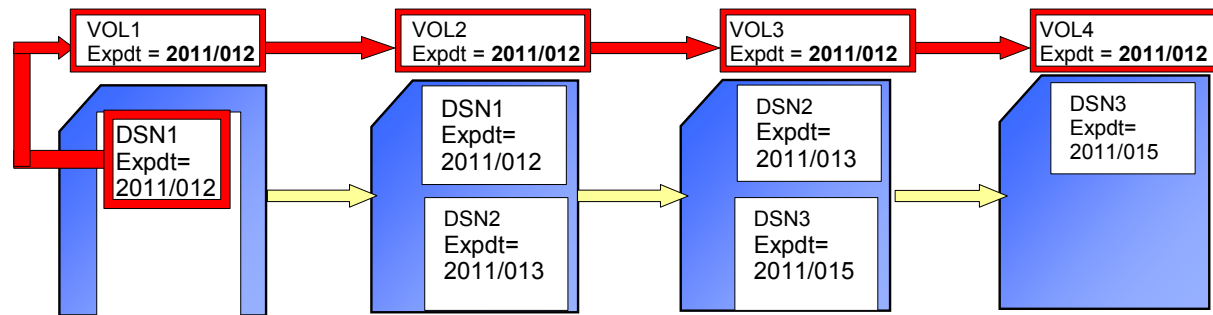 VOL1
Expdt = 2011/012
VOL2
Expdt = 2011/012
VOL3
Expdt = 2011/012
VOL4
Expdt = 2011/012
DSN1
Expdt=
2011/012
DSN1
Expdt=
2011/012
DSN2
Expdt=
2011/013
DSN2
Expdt=
2011/013
DSN3
Expdt=
2011/015
DSN3
Expdt=
2011/015